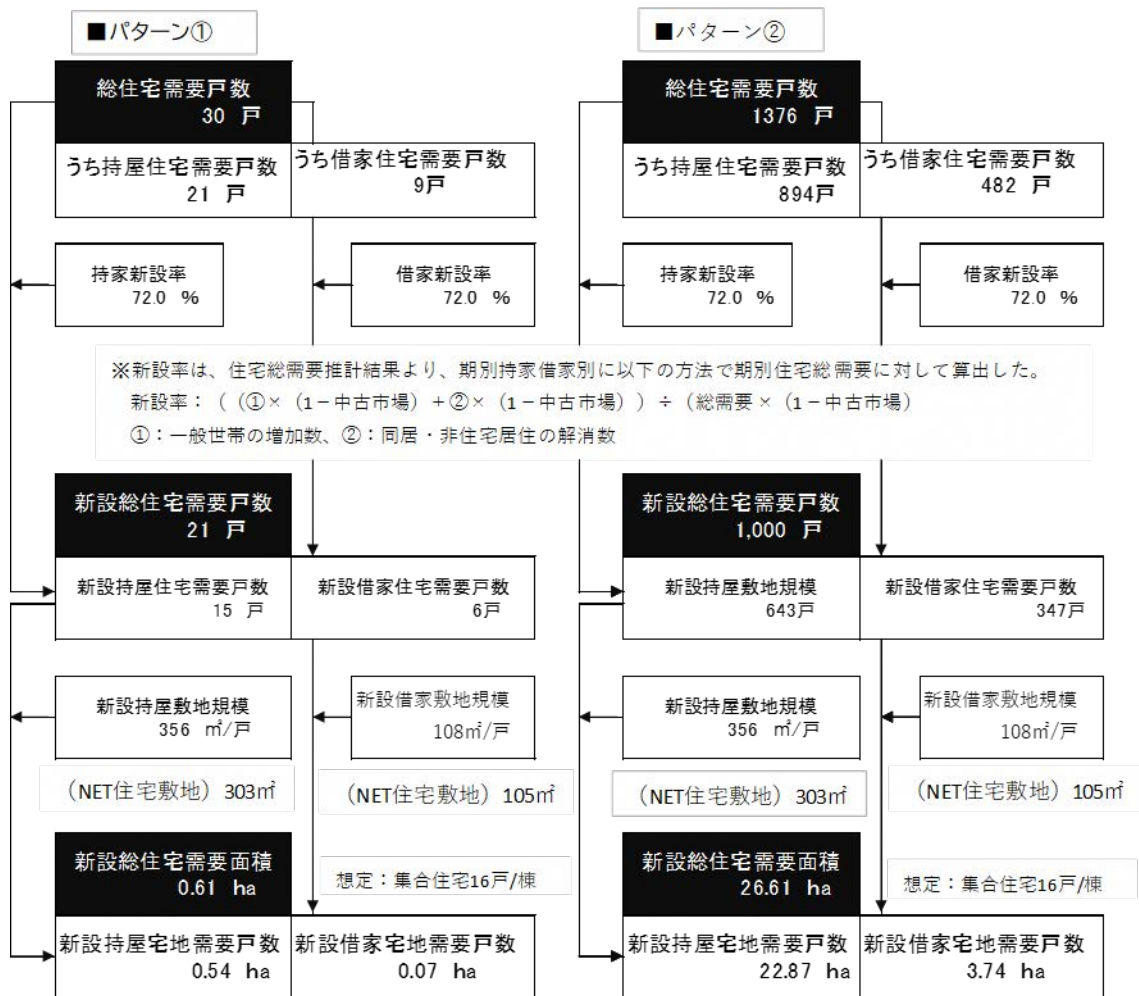 ■パターン①
総住宅需要戸数
30 戸
うち持屋住宅需要戸数
21 戸
うち借家住宅需要戸数
9戸
持家新設率
72.0 %
借家新設率
72.0 %
■パターン②
総住宅需要戸数
1376 戸
うち持屋住宅需要戸数
894戸
うち借家住宅需要戸数
482 戸
持家新設率
72.0 %
借家新設率
72.0 %
※新設率は、住宅総需要推計結果より、期別持家借家別に以下の方法で期別住宅総需要に対して算出した。
新設率：（（①×（1－中古市場）＋②×（1－中古市場））÷（総需要×（1－中古市場）
①：一般世帯の増加数、②：同居・非住宅居住の解消数
新設総住宅需要戸数
21 戸
新設持屋住宅需要戸数
15 戸
新設借家住宅需要戸数
6戸
新設持屋敷地規模
356 ㎡/戸
新設借家敷地規模
108㎡/戸
（NET住宅敷地）303㎡
（NET住宅敷地）105㎡
新設総住宅需要面積
0.61 ha
想定：集合住宅16戸/棟
新設持屋宅地需要戸数
0.54 ha
新設借家宅地需要戸数
0.07 ha
新設総住宅需要戸数
1,000 戸
新設持屋敷地規模
643戸
新設借家住宅需要戸数
347戸
新設持屋敷地規模
356 ㎡/戸
新設借家敷地規模
108㎡/戸
（NET住宅敷地）303㎡
（NET住宅敷地）105㎡
新設総住宅需要面積
26.61 ha
想定：集合住宅16戸/棟
新設持屋宅地需要戸数
22.87 ha
新設借家宅地需要戸数
3.74 ha